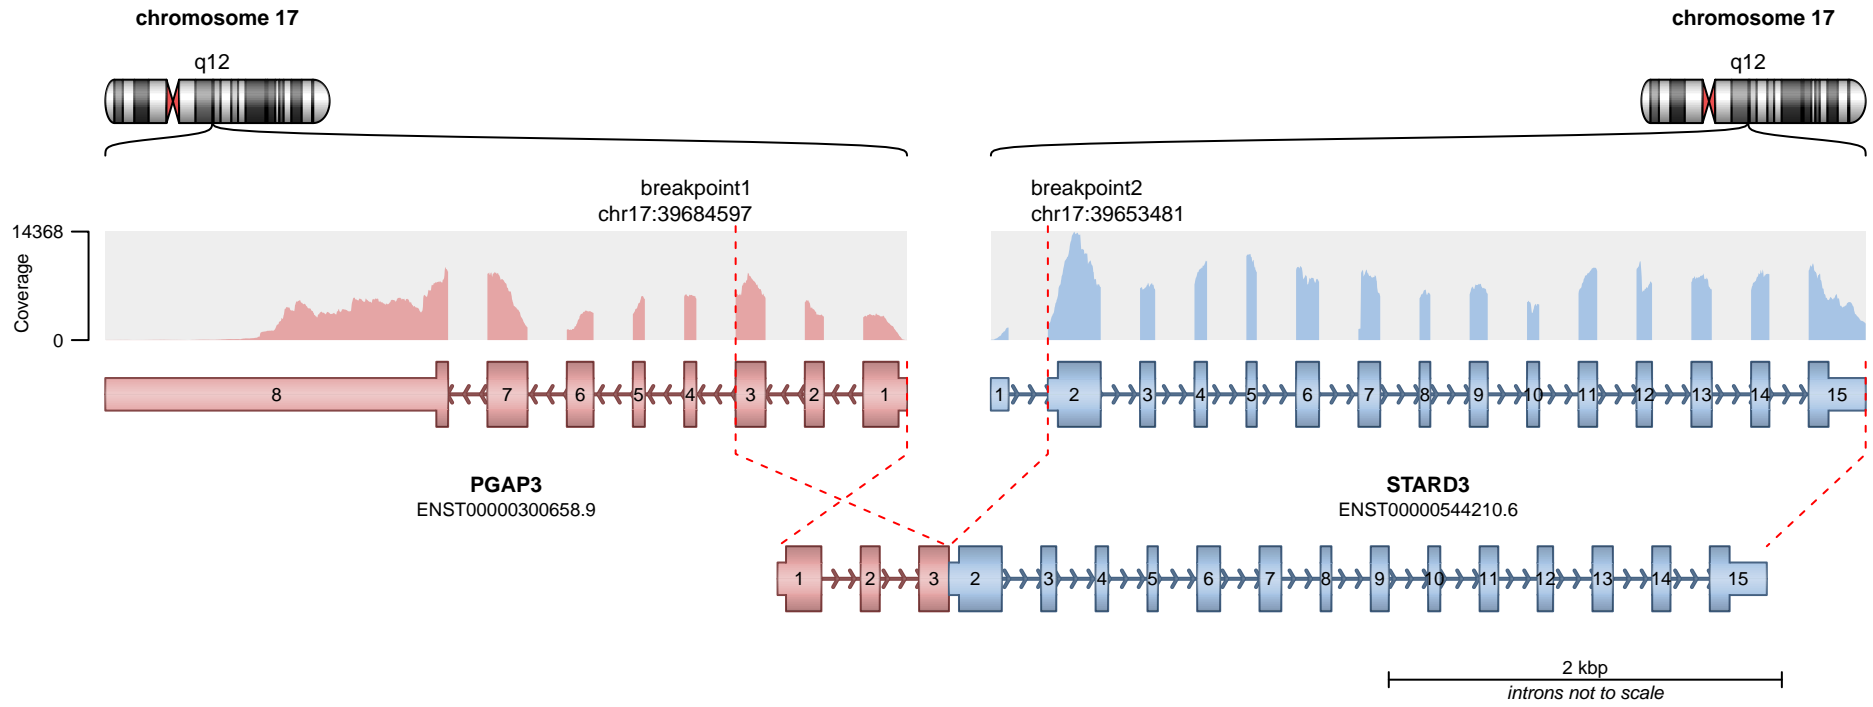 chromosome 17
chromosome 17
q12
q12
breakpoint1
chr17:39684597
breakpoint2
chr17:39653481
14368
Coverage
0
8 7 6 5 4 3 2 1
1 2 3 4 5 6 7 8 9 10 11 12 13 14 15
PGAP3
ENST00000300658.9
STARD3
ENST00000544210.6
1 2 3 2 3 4 5 6 7 8 9 10 11 12 13 14 15
2 kbp
introns not to scale